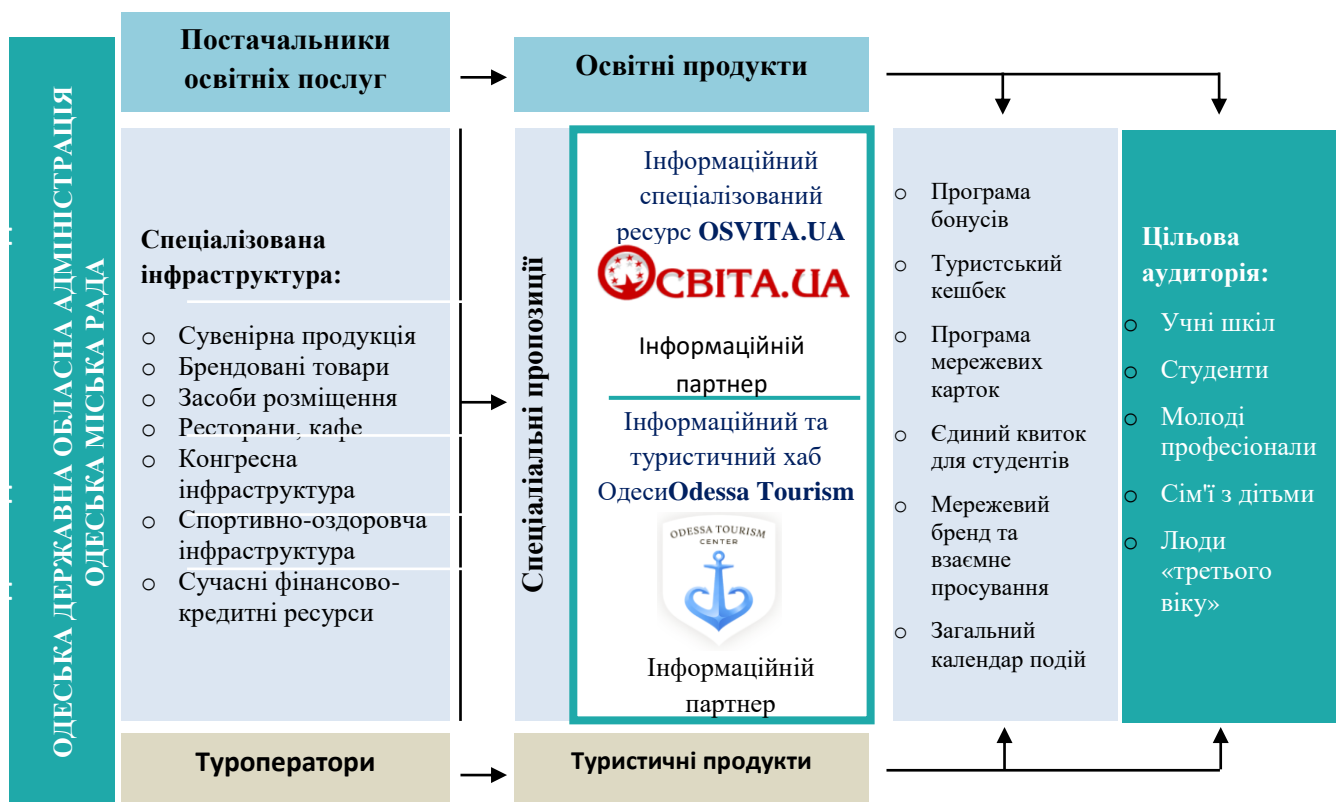 ОДЕСЬКА ДЕРЖАВНА ОБЛАСНА АДМІНІСТРАЦІЯ
ОДЕСЬКА МІСЬКА РАДА
Постачальники
освітніх послуг
Освітні продукти
Спеціалізована
інфраструктура:
o Сувенірна продукція
o Брендовані товари
o Засоби розміщення
o Ресторани, кафе
o Конгресна
інфраструктура
o Спортивно-оздоровча
інфраструктура
o Сучасні фінансово-
кредитні ресурси
Спеціаліальні пропозиції
Інформаційний
спеціалізований
ресурс OSVITA.UA
ОСВІТА.UA
Інформаційній
партнер
Інформаційний та
туристичний хаб
ОдесиOdessa Tourism
ODESSA TOURISM
CENTER
Інформаційній
партнер
o Програма
бонусів
o Туристський
кешбек
o Програма
мережевих
карток
o Єдиний квиток
для студентів
o Мережевий
бренд та
взаємне
просування
o Загальний
календар подій
Цільова
аудиторія:
o Учні шкіл
o Студенти
o Молоді
професіонали
o Сім'ї з дітьми
o Люди
«третього
віку»
Туроператори
Туристичні продукти